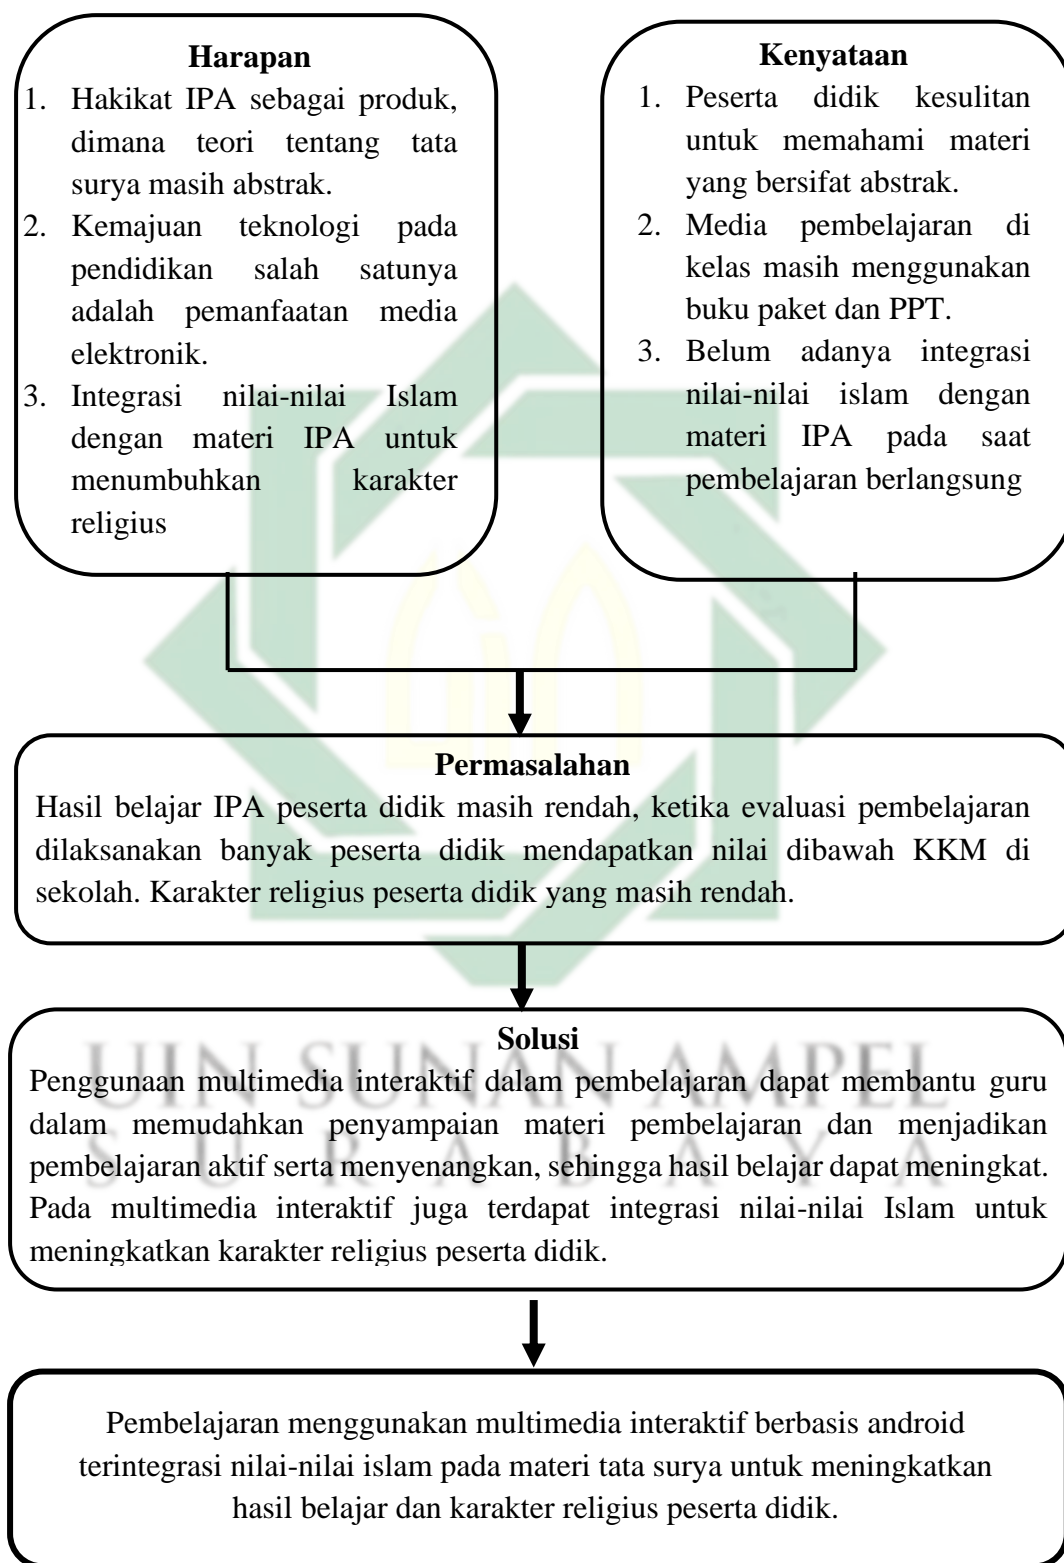 Harapan
1. Hakikat IPA sebagai produk,
dimana teori tentang tata
surya masih abstrak.
2. Kemajuan teknologi pada
pendidikan salah satunya
adalah pemanfaatan media
elektronik.
3. Integrasi nilai-nilai Islam
dengan materi IPA untuk
menumbuhkan karakter
religius
Kenyataan
1. Peserta didik kesulitan
untuk memahami materi
yang bersifat abstrak.
2. Media pembelajaran di
kelas masih menggunakan
buku paket dan PPT.
3. Belum adanya integrasi
nilai-nilai islam dengan
materi IPA pada saat
pembelajaran berlangsung
Permasalahan
Hasil belajar IPA peserta didik masih rendah, ketika evaluasi pembelajaran
dilaksanakan banyak peserta didik mendapatkan nilai dibawah KKM di
sekolah. Karakter religius peserta didik yang masih rendah.
Solusi
UIN SUNAN AMPEL
Penggunaan multimedia interaktif dalam pembelajaran dapat membantu guru
dalam memudahkan penyampaian materi pembelajaran dan menjadikan
S U R A B A Y A
pembelajaran aktif serta menyenangkan, sehingga hasil belajar dapat meningkat.
Pada multimedia interaktif juga terdapat integrasi nilai-nilai Islam untuk
meningkatkan karakter religius peserta didik.
Pembelajaran menggunakan multimedia interaktif berbasis android
terintegrasi nilai-nilai islam pada materi tata surya untuk meningkatkan
hasil belajar dan karakter religius peserta didik.